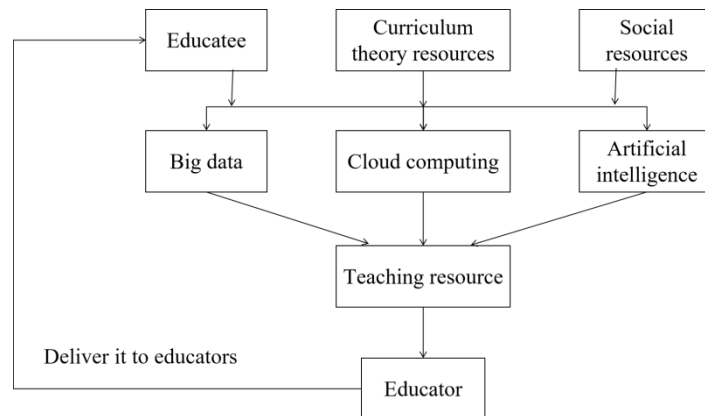 Educatee
Curriculum
theory resources
Social
resources
Big data
Cloud computing
Artificial
intelligence
Teaching resource
Deliver it to educators
Educator